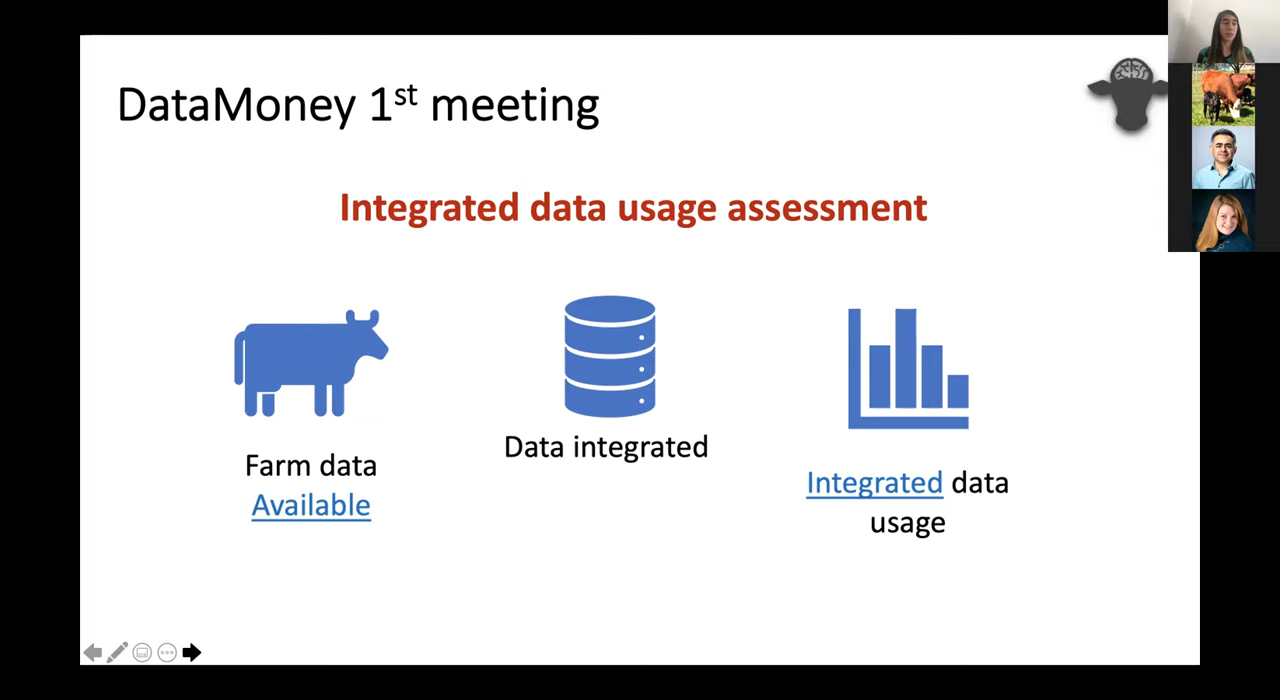 DataMoney 1st meeting
Integrated data usage assessment
Farm data
Available
Data integrated
Integrated data
usage